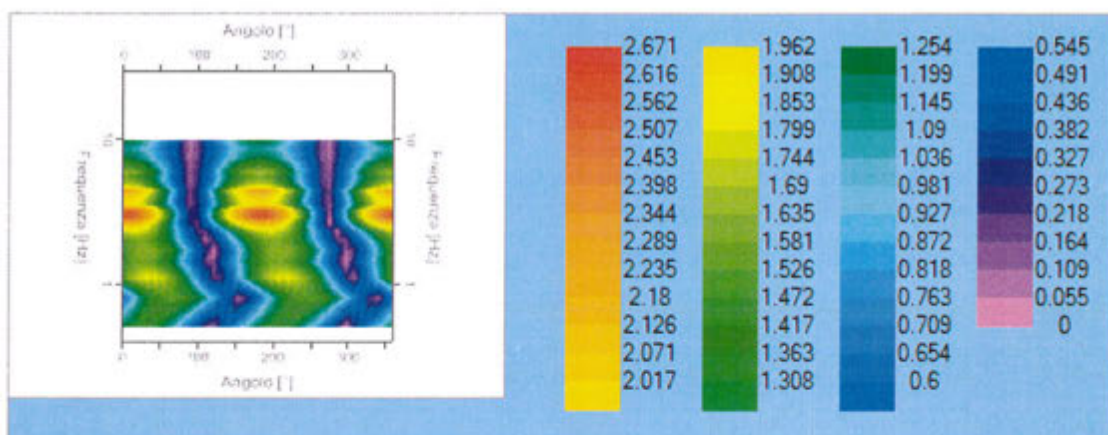 Angolo [°]
0 100 200 300
10 10
Frequenza [Hz] Frequenza [Hz]
1 1
0 100 200 300
Angolo [°]
2.671 1.962 1.254 0.545
2.616 1.908 1.199 0.491
2.562 1.853 1.145 0.436
2.507 1.799 1.09 0.382
2.453 1.744 1.036 0.327
2.398 1.69 0.981 0.273
2.344 1.635 0.927 0.218
2.289 1.581 0.872 0.164
2.235 1.526 0.818 0.109
2.18 1.472 0.763 0.055
2.126 1.417 0.709 0
2.071 1.363 0.654
2.017 1.308 0.6